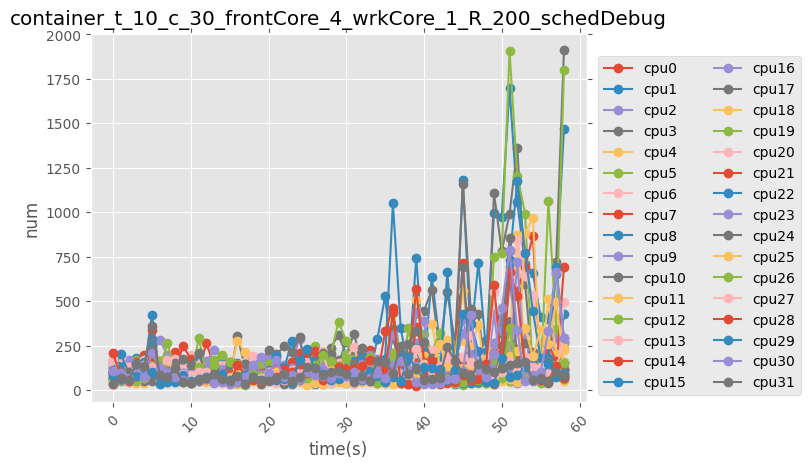 container_t_10_c_30_frontCore_4_wrkCore_1_R_200_schedDebug
num
2000
1750
1500
1250
1000
750
500
250
0
0
10
20
30
40
50
60
time(s)
cpu0
cpu1
cpu2
cpu3
cpu4
cpu5
cpu6
cpu7
cpu8
cpu9
cpu10
cpu11
cpu12
cpu13
cpu14
cpu15
cpu16
cpu17
cpu18
cpu19
cpu20
cpu21
cpu22
cpu23
cpu24
cpu25
cpu26
cpu27
cpu28
cpu29
cpu30
cpu31